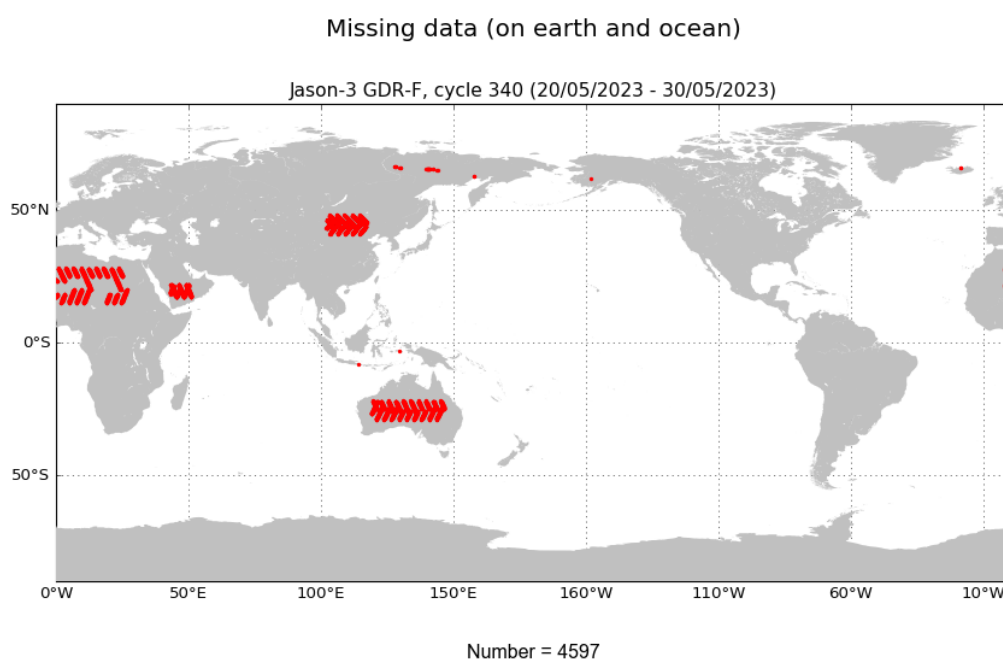 Missing data (on earth and ocean)
Jason-3 GDR-F, cycle 340 (20/05/2023 - 30/05/2023)
50°N
0°S
50°S
0°W 50°E 100°E 150°E 160°W 110°W 60°W 10°W
Number = 4597